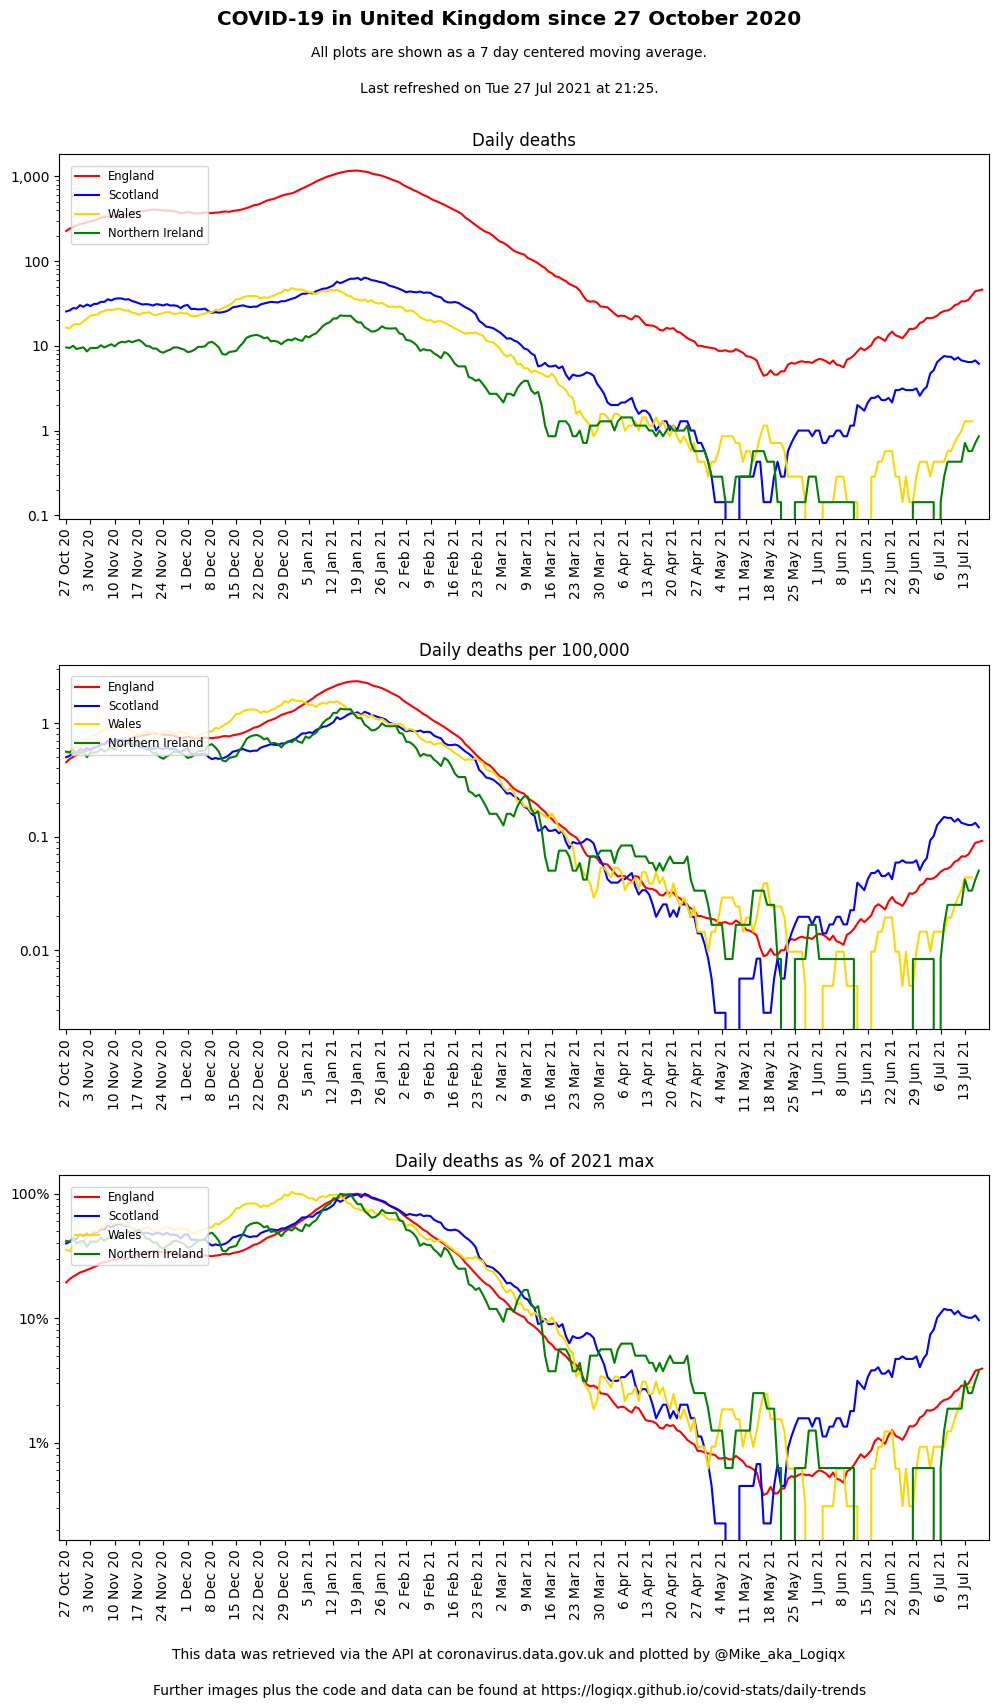 COVID-19 in United Kingdom since 27 October 2020
All plots are shown as a 7 day centered moving average.
Last refreshed on Tue 27 Jul 2021 at 21:25.
Daily deaths
England
Scotland
Wales
Northern Ireland
1,000
100
10
1
0.1
27 Oct 20
3 Nov 20
10 Nov 20
17 Nov 20
24 Nov 20
1 Dec 20
8 Dec 20
15 Dec 20
22 Dec 20
29 Dec 20
5 Jan 21
12 Jan 21
19 Jan 21
26 Jan 21
2 Feb 21
9 Feb 21
16 Feb 21
23 Feb 21
2 Mar 21
9 Mar 21
16 Mar 21
23 Mar 21
30 Mar 21
6 Apr 21
13 Apr 21
20 Apr 21
27 Apr 21
4 May 21
11 May 21
18 May 21
25 May 21
1 Jun 21
8 Jun 21
15 Jun 21
22 Jun 21
29 Jun 21
6 Jul 21
13 Jul 21
Daily deaths per 100,000
England
Scotland
Wales
Northern Ireland
1
0.1
0.01
27 Oct 20
3 Nov 20
10 Nov 20
17 Nov 20
24 Nov 20
1 Dec 20
8 Dec 20
15 Dec 20
22 Dec 20
29 Dec 20
5 Jan 21
12 Jan 21
19 Jan 21
26 Jan 21
2 Feb 21
9 Feb 21
16 Feb 21
23 Feb 21
2 Mar 21
9 Mar 21
16 Mar 21
23 Mar 21
30 Mar 21
6 Apr 21
13 Apr 21
20 Apr 21
27 Apr 21
4 May 21
11 May 21
18 May 21
25 May 21
1 Jun 21
8 Jun 21
15 Jun 21
22 Jun 21
29 Jun 21
6 Jul 21
13 Jul 21
Daily deaths as % of 2021 max
England
Scotland
Wales
Northern Ireland
100%
10%
1%
27 Oct 20
3 Nov 20
10 Nov 20
17 Nov 20
24 Nov 20
1 Dec 20
8 Dec 20
15 Dec 20
22 Dec 20
29 Dec 20
5 Jan 21
12 Jan 21
19 Jan 21
26 Jan 21
2 Feb 21
9 Feb 21
16 Feb 21
23 Feb 21
2 Mar 21
9 Mar 21
16 Mar 21
23 Mar 21
30 Mar 21
6 Apr 21
13 Apr 21
20 Apr 21
27 Apr 21
4 May 21
11 May 21
18 May 21
25 May 21
1 Jun 21
8 Jun 21
15 Jun 21
22 Jun 21
29 Jun 21
6 Jul 21
13 Jul 21
This data was retrieved via the API at coronavirus.data.gov.uk and plotted by @Mike_aka_Logiqx
Further images plus the code and data can be found at https://logiqx.github.io/covid-stats/daily-trends